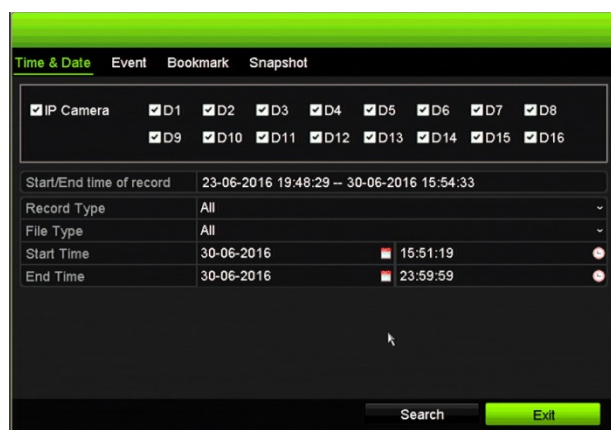 Time & Date Event Bookmark Snapshot
IP Camera D1 D2 D3 D4 D5 D6 D7 D8
D9 D10 D11 D12 D13 D14 D15 D16
Start/End time of record 23-06-2016 19:48:29 -- 30-06-2016 15:54:33
Record Type All
File Type All
Start Time 30-06-2016 15:51:19
End Time 30-06-2016 23:59:59
Search Exit